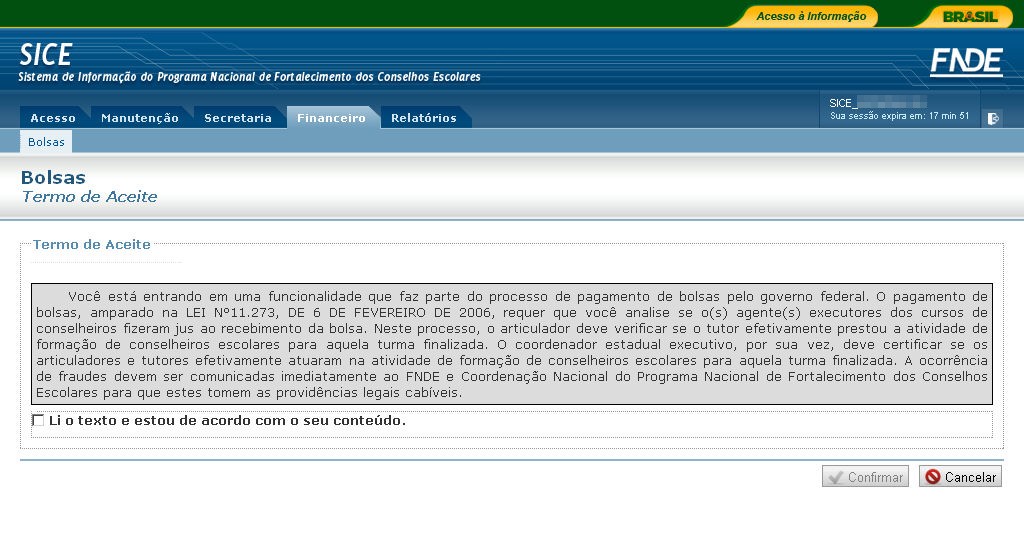 Acesso à Informação
BRASIL
SICE
Sistema de Informação do Programa Nacional de Fortalecimento dos Conselhos Escolares
FNDE
Acesso
Manutenção
Secretaria
Financeiro
Relatórios
SICE_
Sua sessão expira em: 17 min 51
Bolsas
Bolsas
Termo de Aceite
Termo de Aceite
Você está entrando em uma funcionalidade que faz parte do processo de pagamento de bolsas pelo governo federal. O pagamento de
bolsas, amparado na LEI Nº11.273, DE 6 DE FEVEREIRO DE 2006, requer que você analise se o(s) agente(s) executores dos cursos de
conselheiros fizeram jus ao recebimento da bolsa. Neste processo, o articulador deve verificar se o tutor efetivamente prestou a atividade de
formação de conselheiros escolares para aquela turma finalizada. O coordenador estadual executivo, por sua vez, deve certificar se os
articuladores e tutores efetivamente atuaram na atividade de formação de conselheiros escolares para aquela turma finalizada. A ocorrência
de fraudes devem ser comunicadas imediatamente ao FNDE e Coordenação Nacional do Programa Nacional de Fortalecimento dos Conselhos
Escolares para que estes tomem as providências legais cabíveis.
Li o texto e estou de acordo com o seu conteúdo.
Confirmar
Cancelar